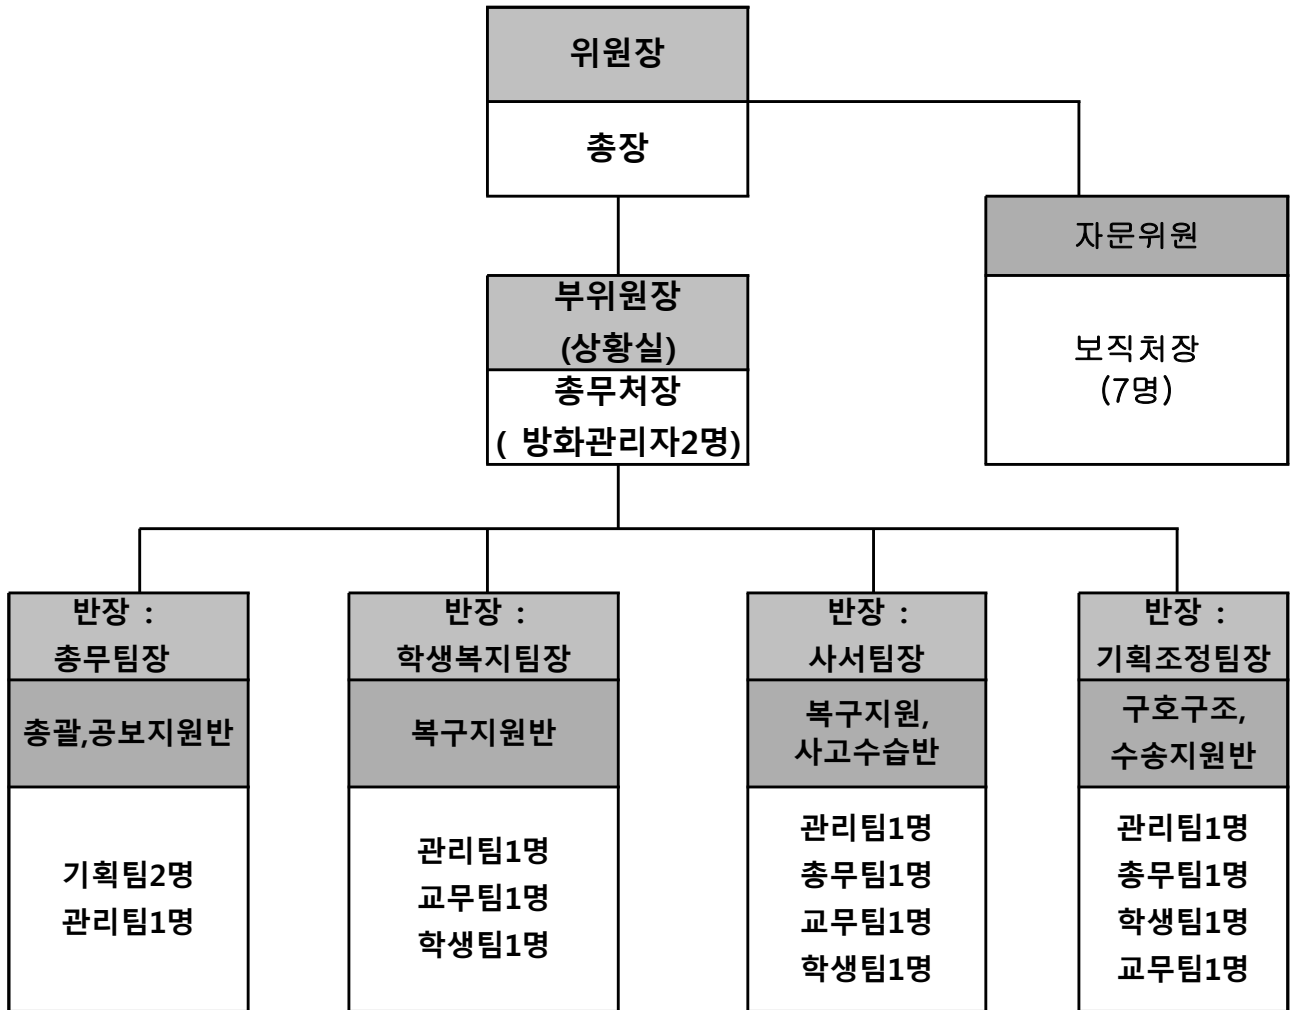 위원장
총장
자문위원
보직처장
(7명)
부위원장
(상황실)
총무처장
( 방화관리자2명)
반장 :
총무팀장
총괄,공보지원반
기획팀2명
관리팀1명
반장 :
학생복지팀장
복구지원반
관리팀1명
교무팀1명
학생팀1명
반장 :
사서팀장
복구지원,
사고수습반
관리팀1명
총무팀1명
교무팀1명
학생팀1명
반장 :
기획조정팀장
구호구조,
수송지원반
관리팀1명
총무팀1명
학생팀1명
교무팀1명